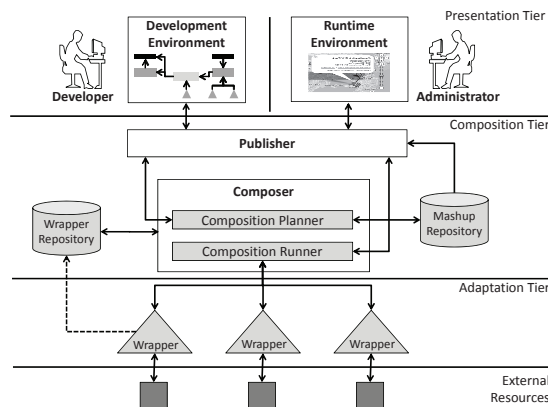 Presentation Tier
Development
Environment
Runtime
Environment
Developer
Administrator
Composition Tier
Publisher
Composer
Wrapper
Repository
Composition Planner
Composition Runner
Mashup
Repository
Adaptation Tier
Wrapper
Wrapper
Wrapper
External
Resources